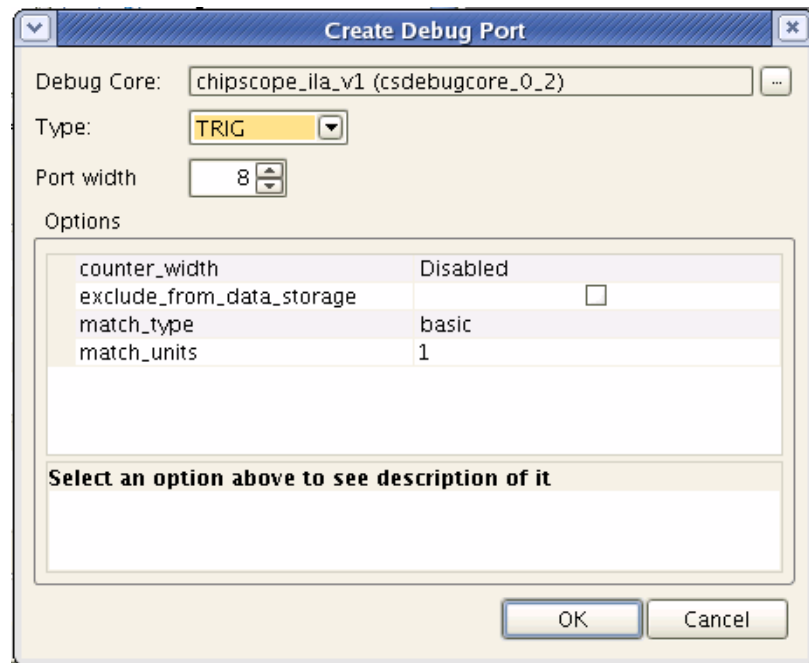 Create Debug Port
Debug Core: chipscope_ila_v1 (csdebugcore_0_2) ...
Type: TRIG
Port width 8
Options
counter_width Disabled
exclude_from_data_storage
match_type basic
match_units 1
Select an option above to see description of it
OK Cancel